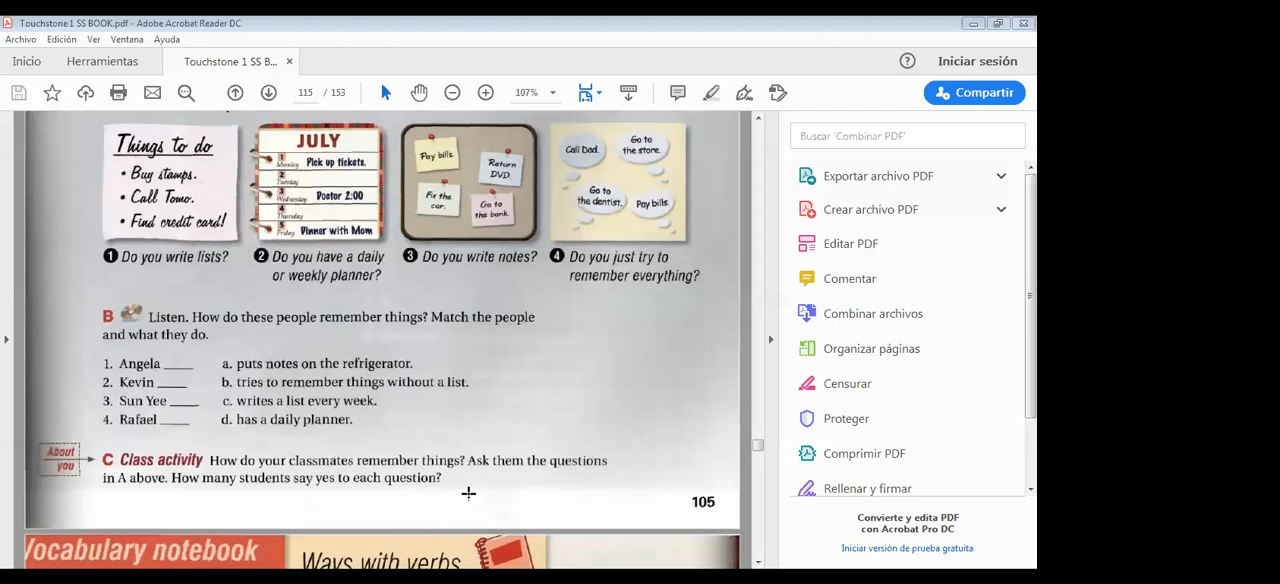 Touchstone 1 SS BOOK.pdf - Adobe Acrobat Reader DC
Archivo Edición Ver Ventana Ayuda
Inicio Herramientas Touchstone 1 SS B... × Iniciar sesión
115 / 153 107% Compartir
Things to do
• Buy stamps.
• Call Tomo.
• Find credit card!
JULY
1 Monday Pick up tickets.
2 Tuesday
3 Wednesday Doctor 2:00
4 Thursday
5 Friday Dinner with Mom
Pay bills.
Return
DVD.
Fix the
car.
Go to
the bank.
Call Dad.
Go to
the store.
Go to
the dentist.
Pay bills.
1 Do you write lists?
2 Do you have a daily
or weekly planner?
3 Do you write notes?
4 Do you just try to
remember everything?
B Listen. How do these people remember things? Match the people
and what they do.
1. Angela ____ a. puts notes on the refrigerator.
2. Kevin ____ b. tries to remember things without a list.
3. Sun Yee ____ c. writes a list every week.
4. Rafael ____ d. has a daily planner.
About
you
C Class activity How do your classmates remember things? Ask them the questions
in A above. How many students say yes to each question?
105
Vocabulary notebook
Ways with verbs
Buscar 'Combinar PDF'
Exportar archivo PDF
Crear archivo PDF
Editar PDF
Comentar
Combinar archivos
Organizar páginas
Censurar
Proteger
Comprimir PDF
Rellenar y firmar
Convierte y edita PDF
con Acrobat Pro DC
Iniciar versión de prueba gratuita